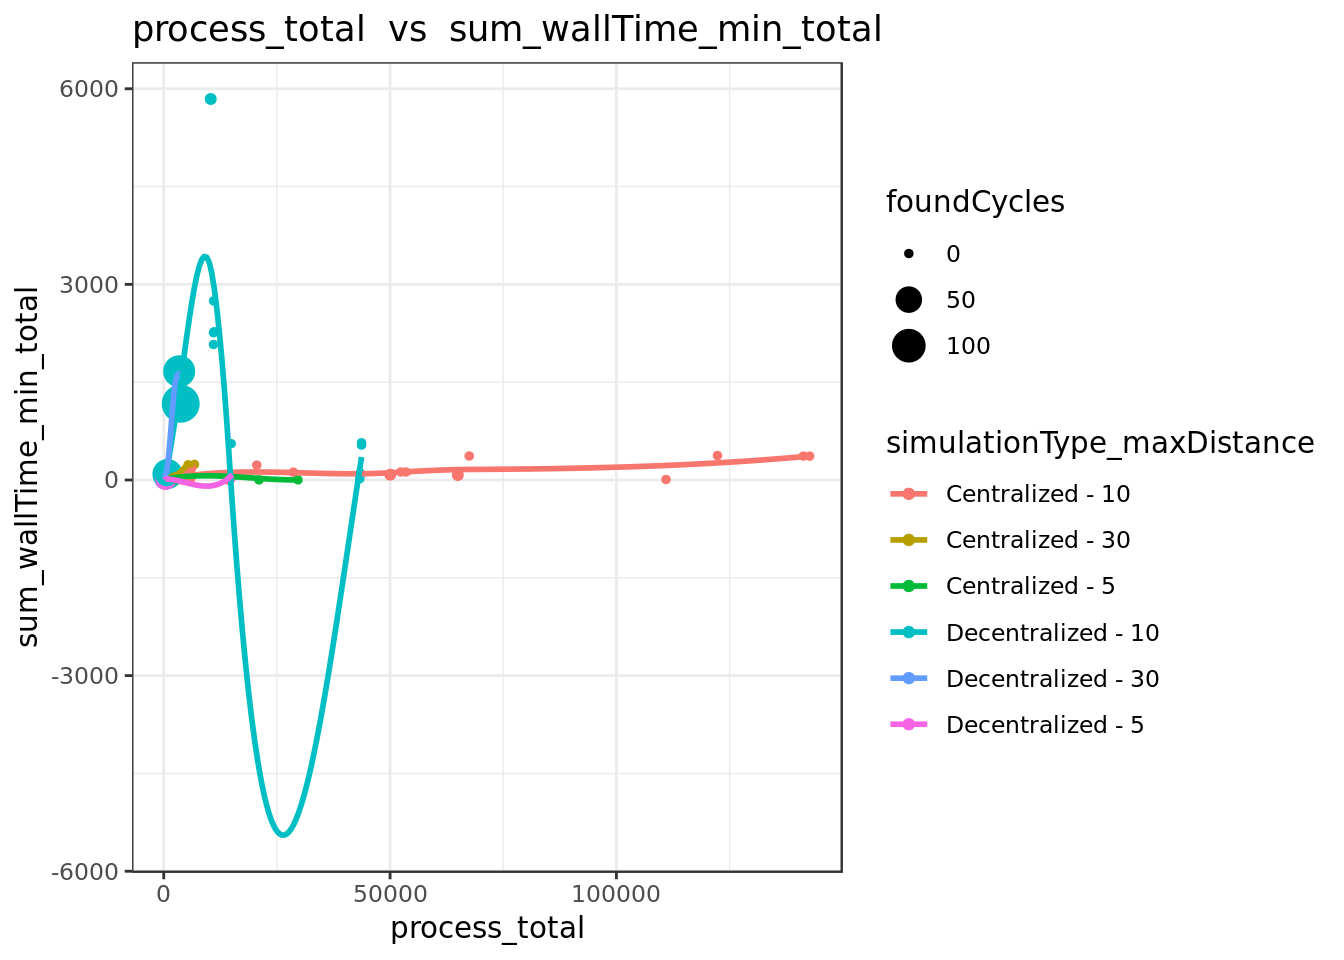 process_total vs sum_wallTime_min_total
sum_wallTime_min_total
6000
3000
0
-3000
-6000
0
50000
100000
process_total
foundCycles
0
50
100
simulationType_maxDistance
Centralized - 10
Centralized - 30
Centralized - 5
Decentralized - 10
Decentralized - 30
Decentralized - 5